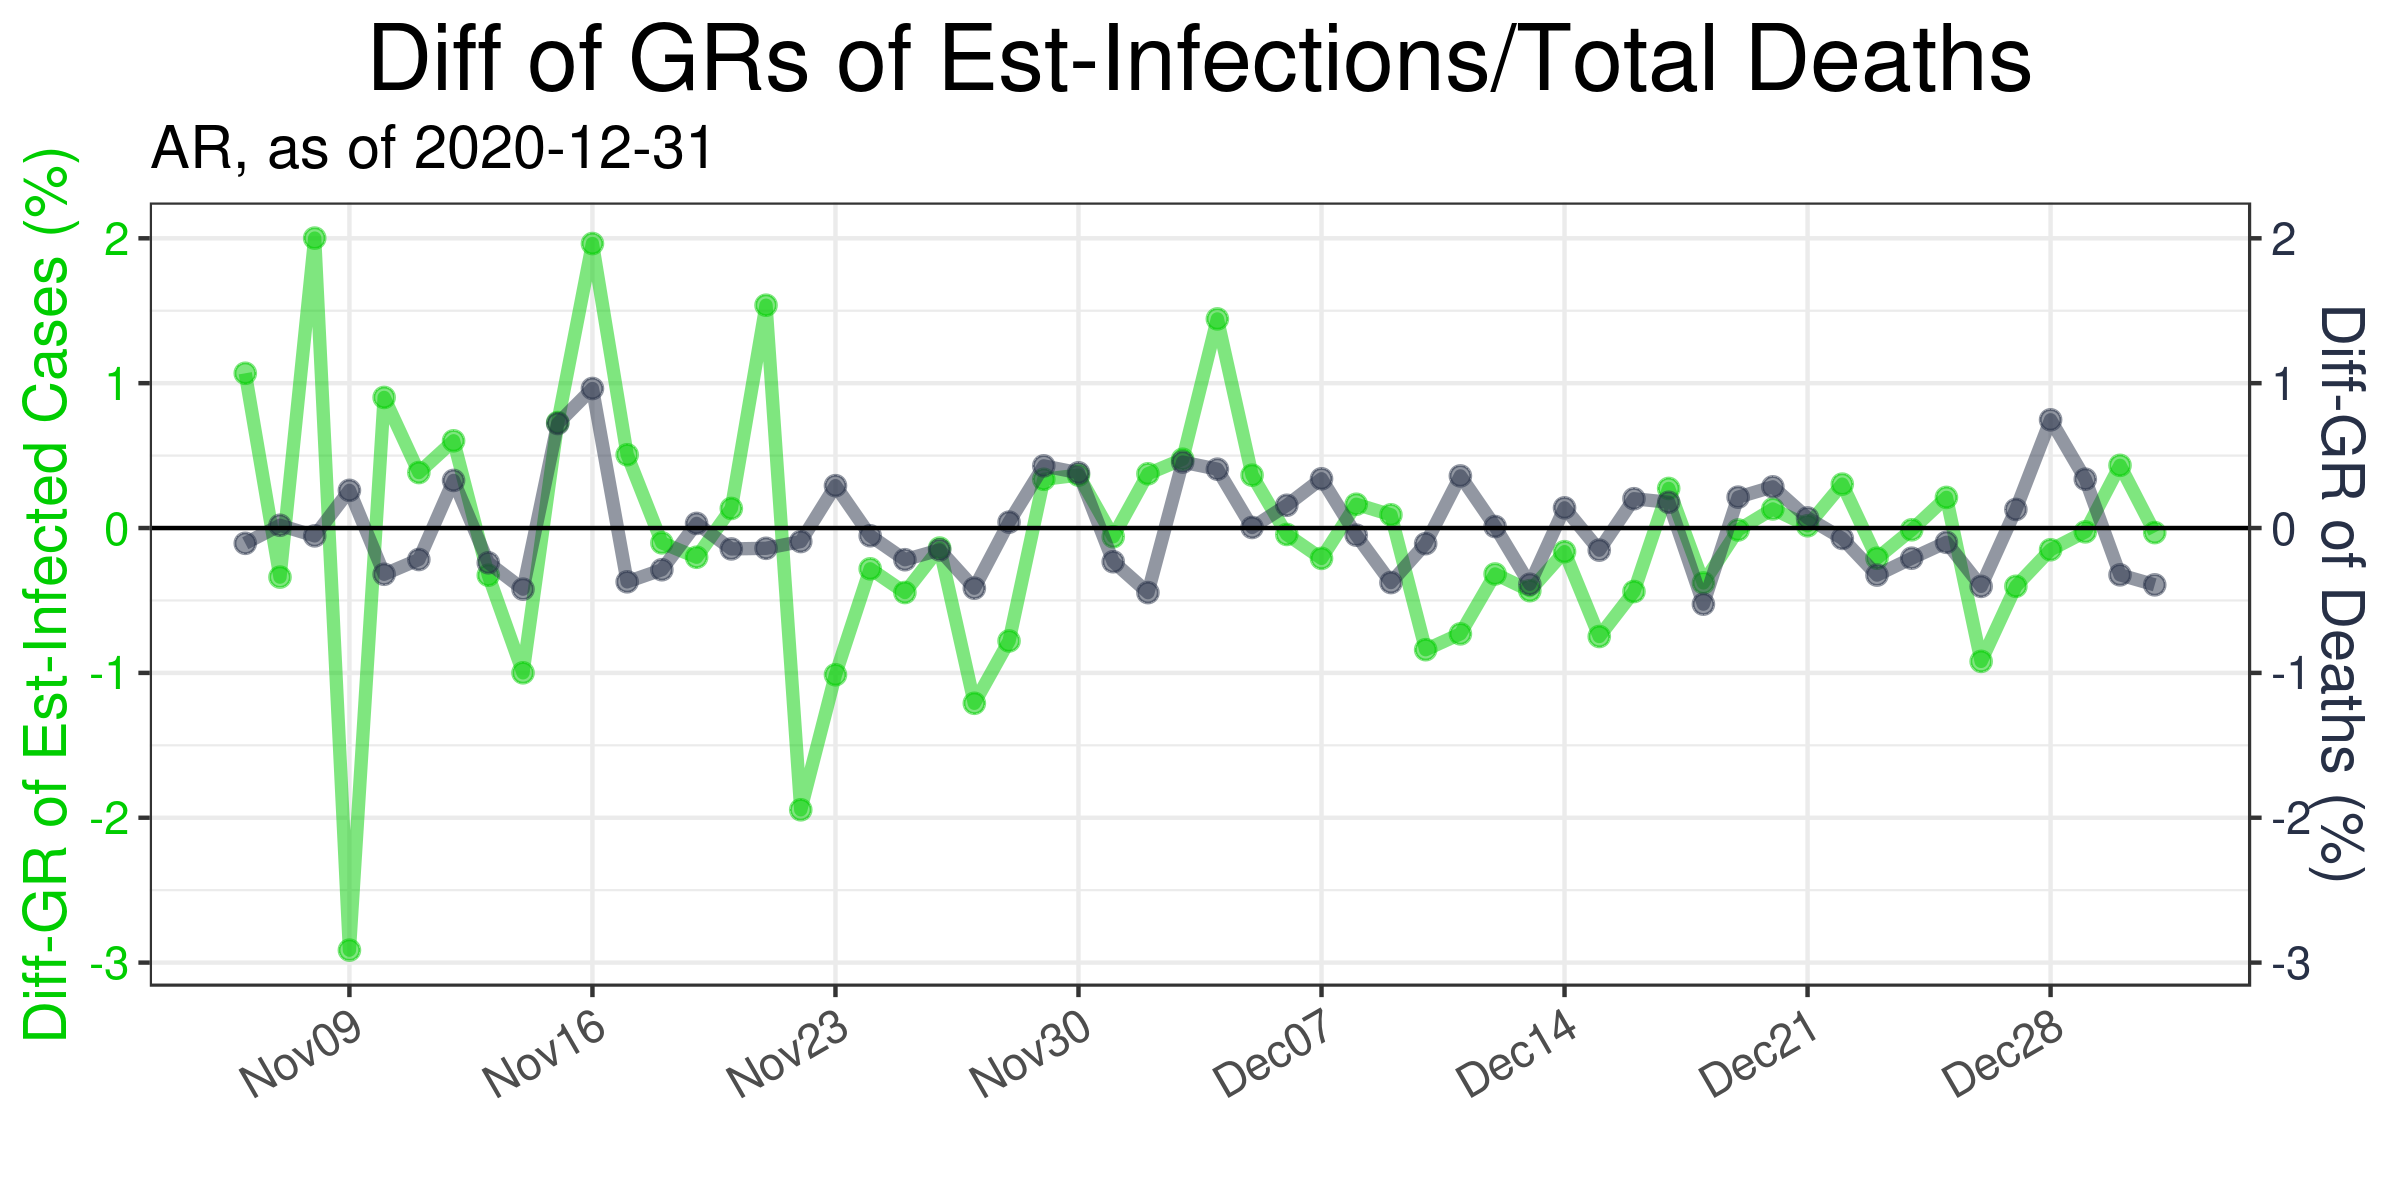 Diff of GRs of Est-Infections/Total Deaths
AR, as of 2020-12-31
Diff-GR of Est-Infected Cases (%)
2
1
0
-1
-2
-3
2
1
0
-1
-2
-3
Diff-GR of Deaths (%)
Nov09
Nov16
Nov23
Nov30
Dec07
Dec14
Dec21
Dec28